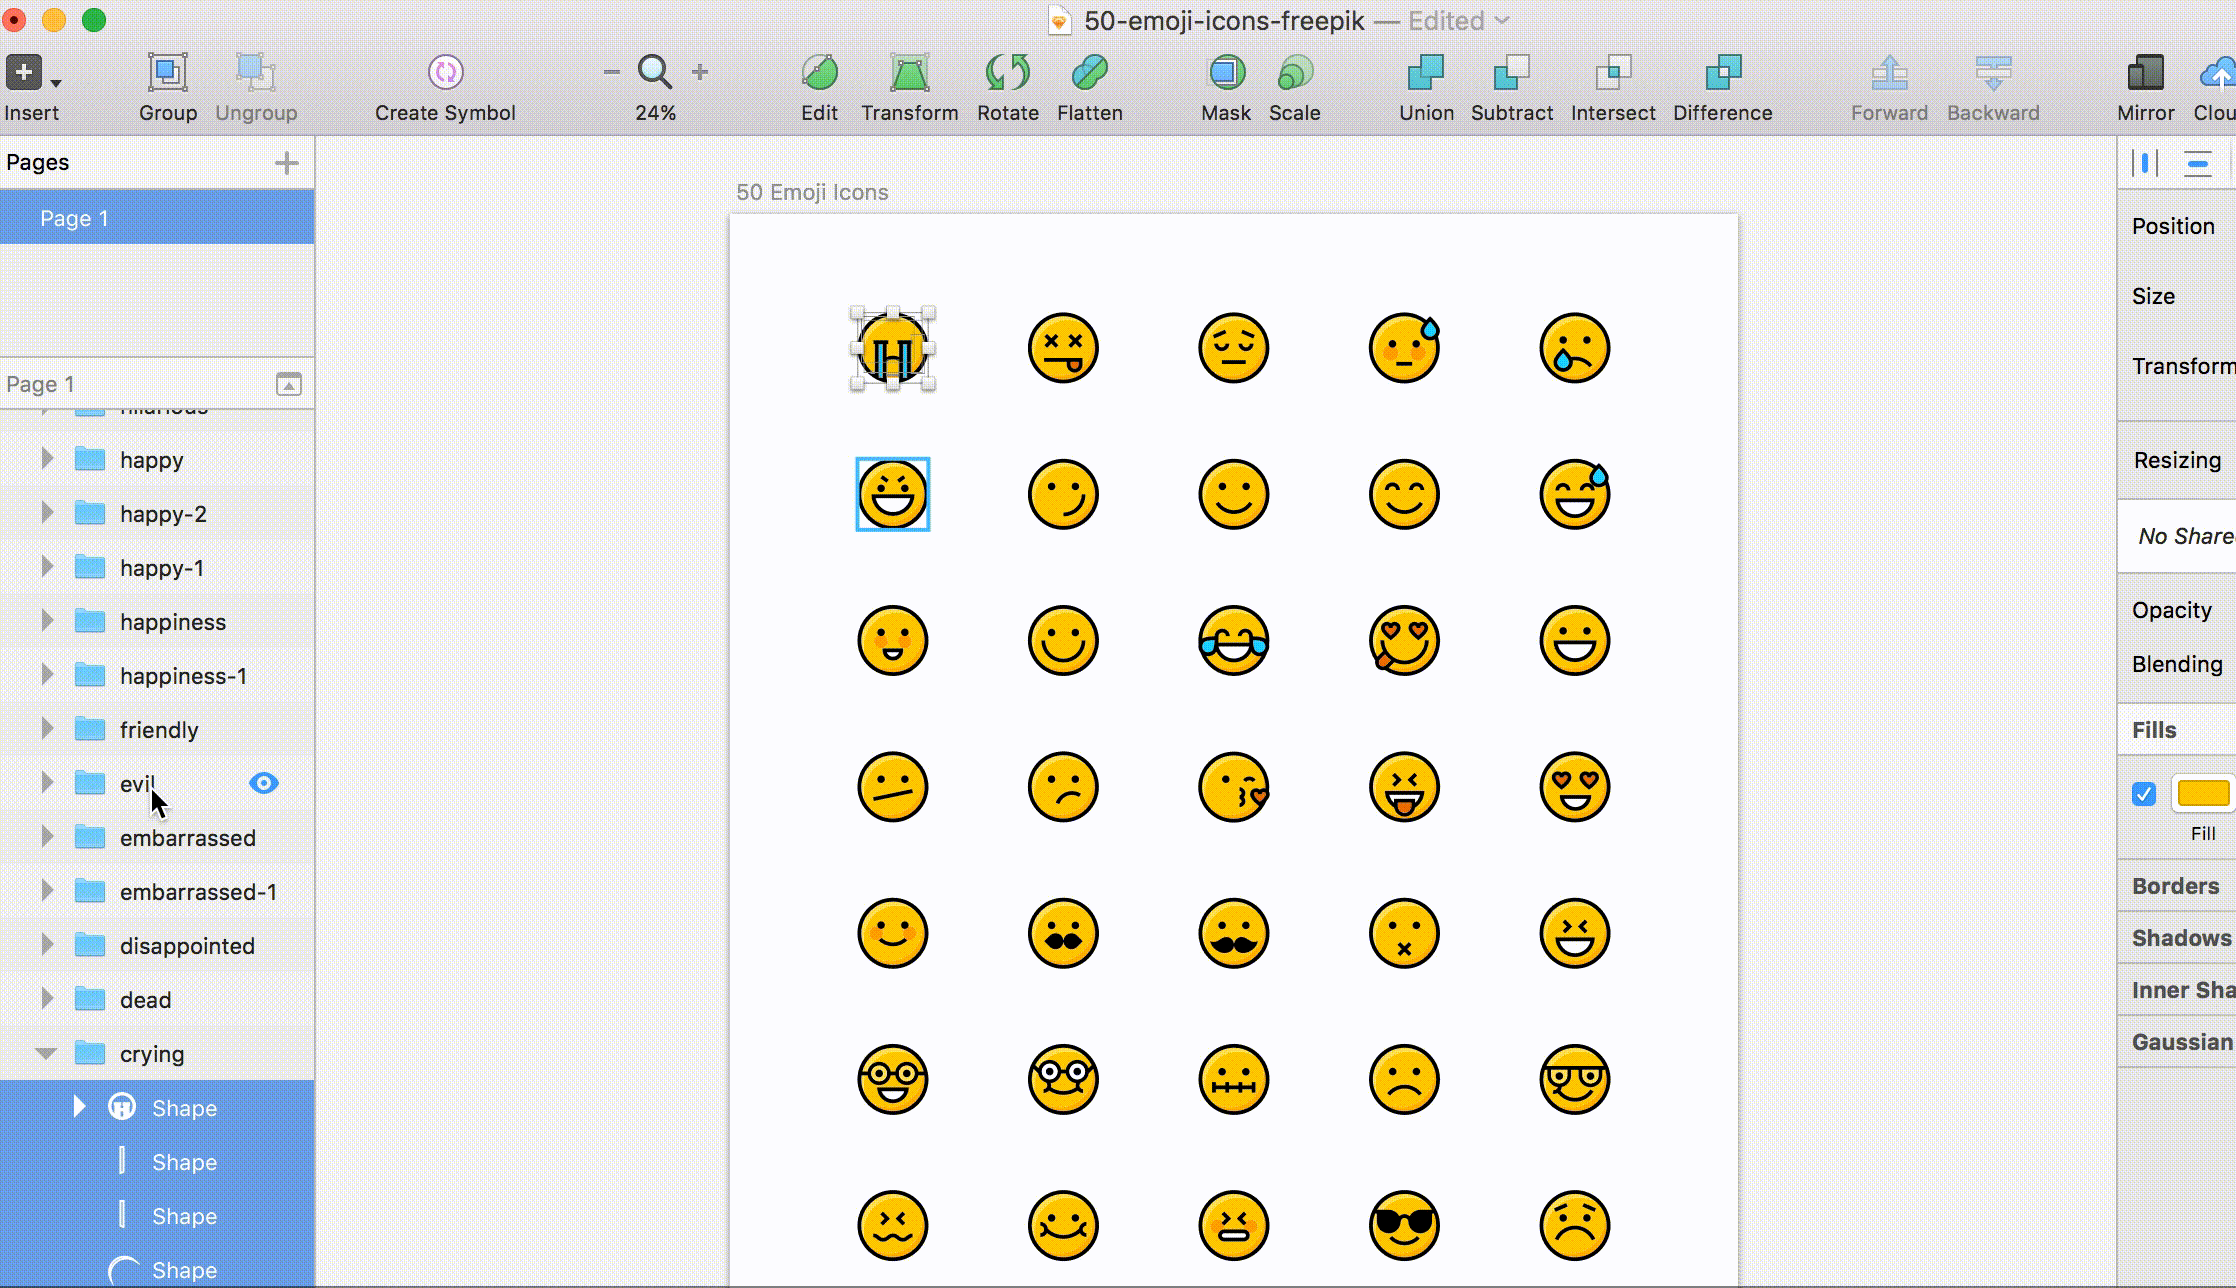 50-emoji-icons-freepik — Edited
Insert
Group
Ungroup
Create Symbol
24%
Edit
Transform
Rotate
Flatten
Mask
Scale
Union
Subtract
Intersect
Difference
Forward
Backward
Mirror
Clou
Pages
Page 1
Page 1
hilarious
happy
happy-2
happy-1
happiness
happiness-1
friendly
evil
embarrassed
embarrassed-1
disappointed
dead
crying
Shape
Shape
Shape
Shape
50 Emoji Icons
Position
Size
Transform
Resizing
No Share
Opacity
Blending
Fills
Fill
Borders
Shadows
Inner Sha
Gaussian